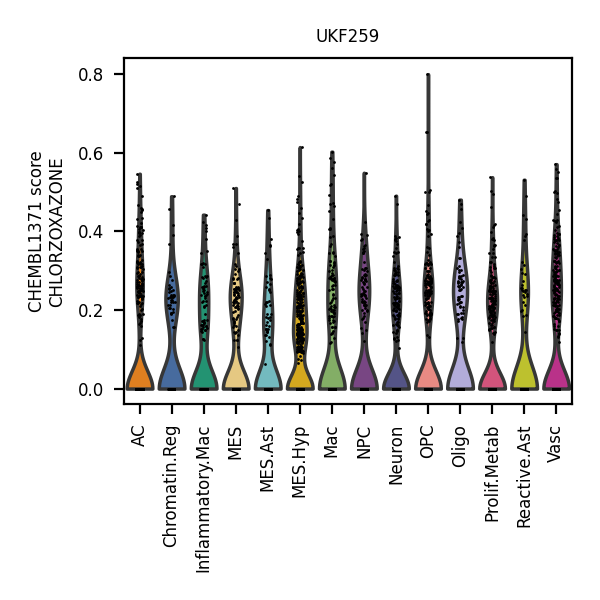 UKF259
CHEMBL1371 score
CHLORZOXAZONE
0.8
0.6
0.4
0.2
0.0
AC
Chromatin.Reg
Inflammatory.Mac
MES
MES.Ast
MES.Hyp
Mac
NPC
Neuron
OPC
Oligo
Prolif.Metab
Reactive.Ast
Vasc